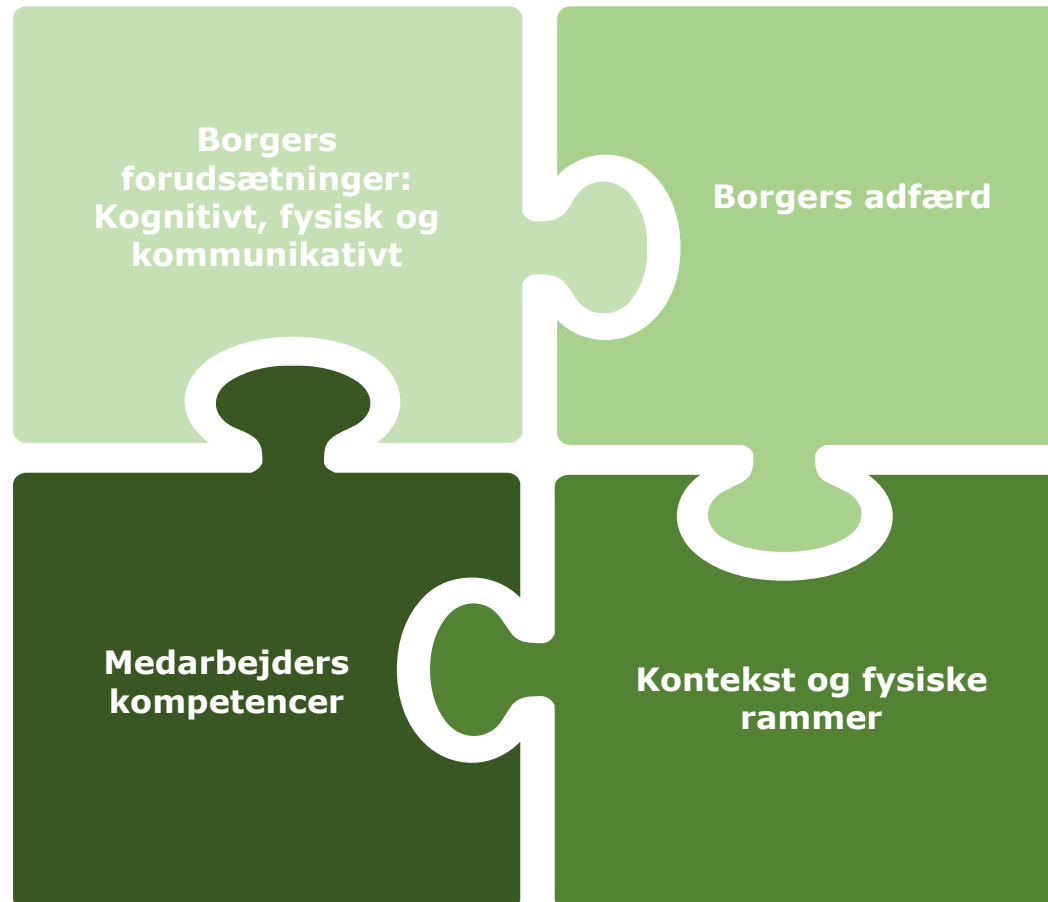 Borgers
forudsætninger:
Kognitivt, fysisk og
kommunikativt
Borgers adfærd
Medarbejders
kompetencer
Kontekst og fysiske
rammer